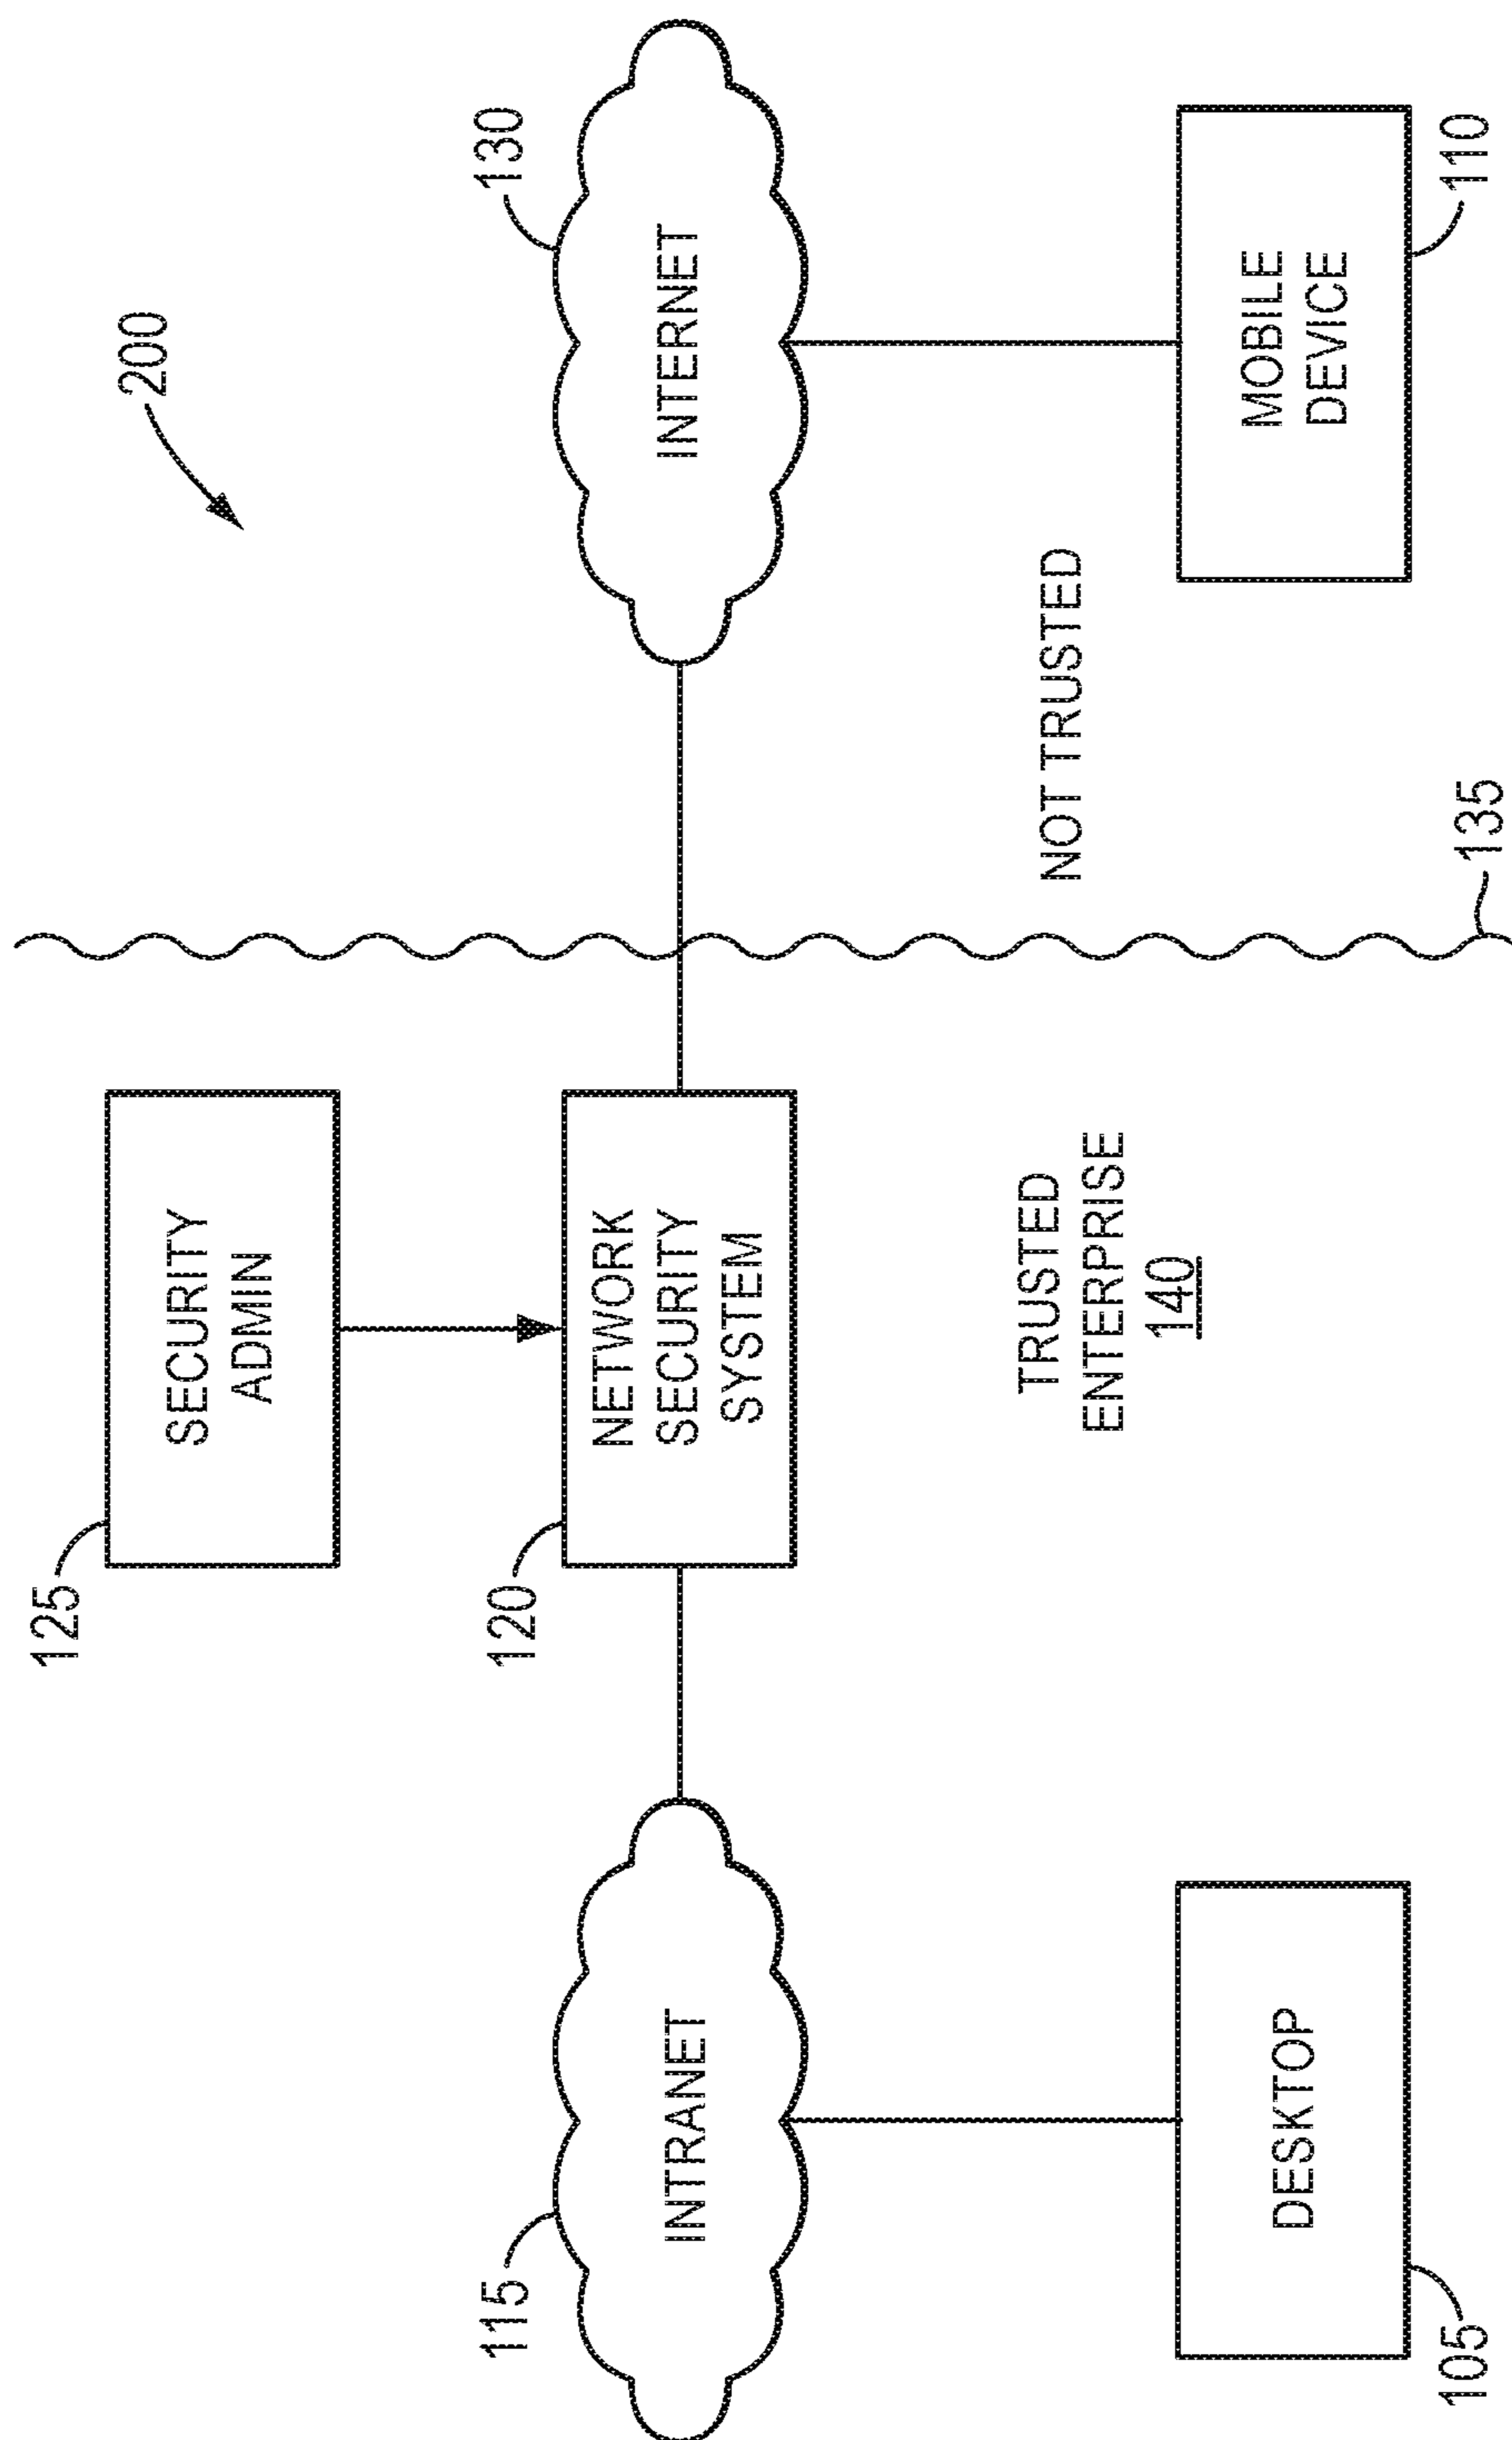 200
125
SECURITY
ADMIN
115
INTRANET
120
NETWORK
SECURITY
SYSTEM
130
INTERNET
TRUSTED
ENTERPRISE
140
NOT TRUSTED
105
DESKTOP
135
MOBILE
DEVICE
110